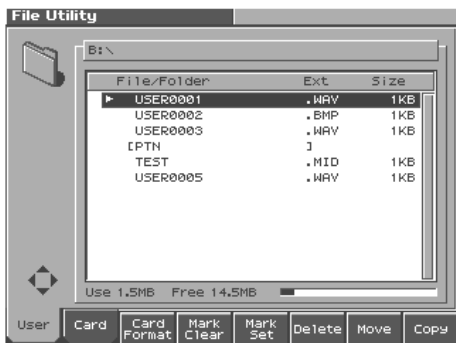 File Utility
B:\
File/Folder Ext Size
USER0001 .WAV 1KB
USER0002 .BMP 1KB
USER0003 .WAV 1KB
[PTN ]
TEST .MID 1KB
USER0005 .WAV 1KB
Use 1.5MB Free 14.5MB
User Card Card Format Mark Clear Mark Set Delete Move Copy